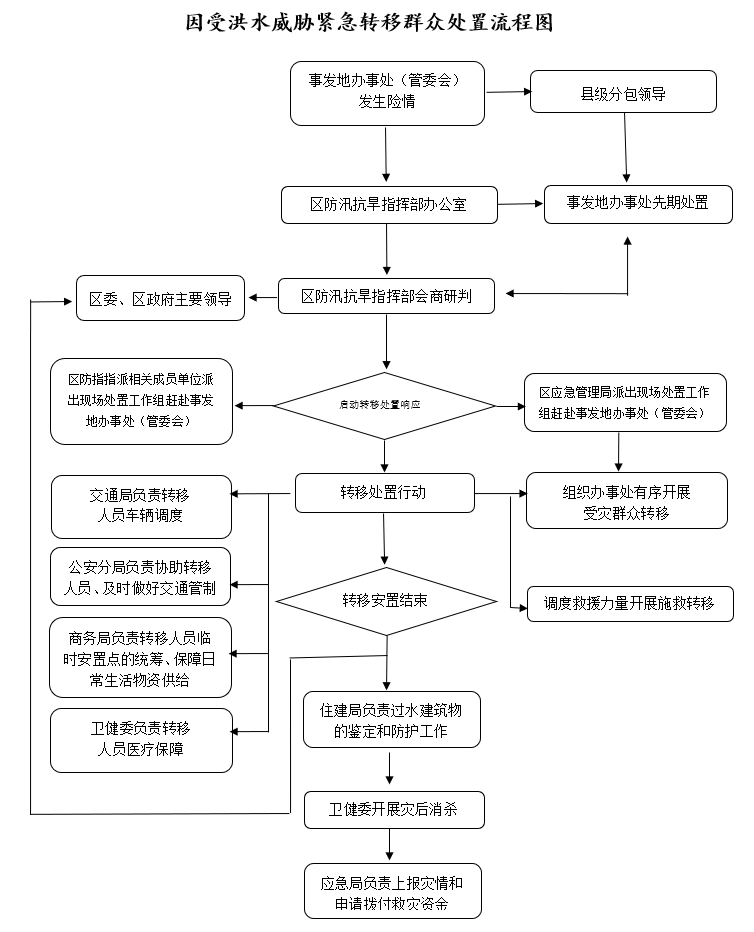 因受洪水威胁紧急转移群众处置流程图
事发地办事处（管委会）
发生险情
县级分包领导
区防汛抗旱指挥部办公室
事发地办事处先期处置
区委、区政府主要领导
区防汛抗旱指挥部会商研判
区防指指派相关成员单位派
出现场处置工作组赶赴事发
地办事处（管委会）
启动转移处置响应
区应急管理局派出现场处置工作
组赶赴事发地办事处（管委会）
交通局负责转移
人员车辆调度
转移处置行动
组织办事处有序开展
受灾群众转移
公安分局负责协助转移
人员、及时做好交通管制
转移安置结束
调度救援力量开展施救转移
商务局负责转移人员临
时安置点的统筹、保障日
常生活物资供给
卫健委负责转移
人员医疗保障
住建局负责过水建筑物
的鉴定和防护工作
卫健委开展灾后消杀
应急局负责上报灾情和
申请拨付救灾资金